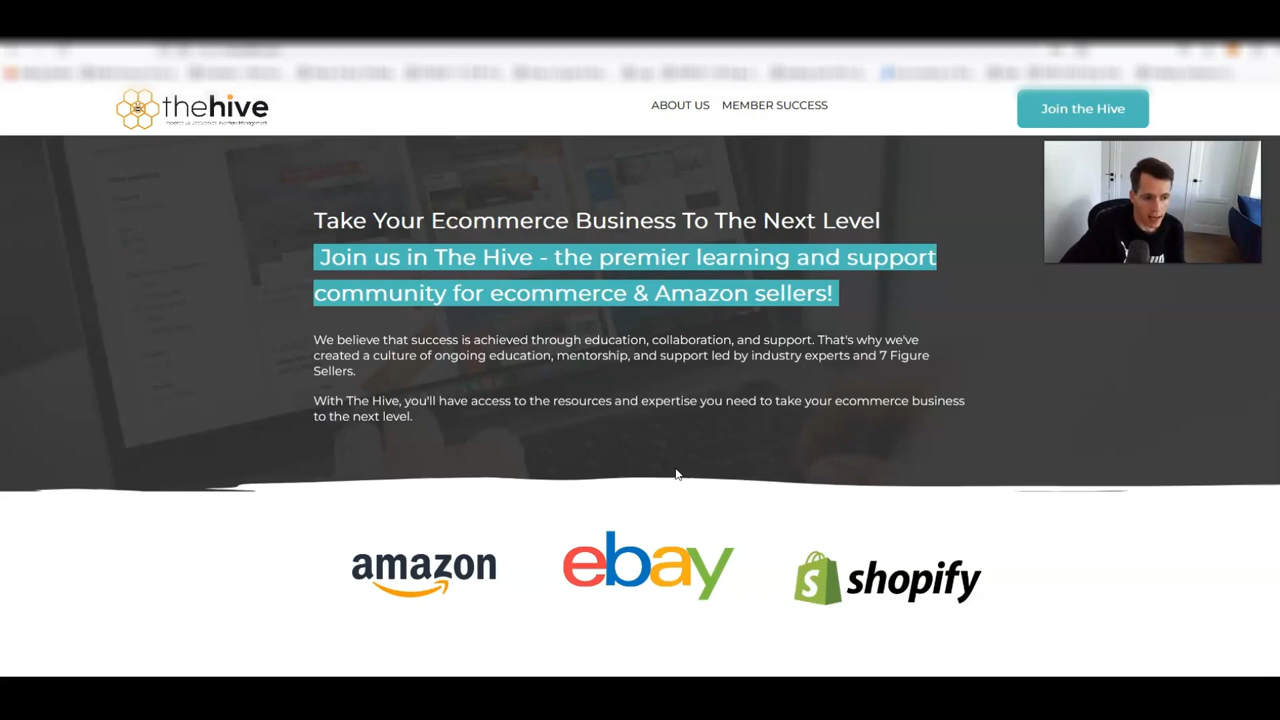 thehive
ABOUT US MEMBER SUCCESS
Join the Hive
Take Your Ecommerce Business To The Next Level
Join us in The Hive - the premier learning and support
community for ecommerce & Amazon sellers!
We believe that success is achieved through education, collaboration, and support. That's why we've
created a culture of ongoing education, mentorship, and support led by industry experts and 7 Figure
Sellers.
With The Hive, you'll have access to the resources and expertise you need to take your ecommerce business
to the next level.
amazon
ebay
shopify